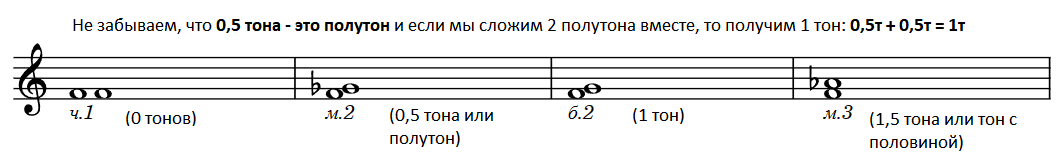 Не забываем, что 0,5 тона - это полутон и если мы сложим 2 полутона вместе, то получим 1 тон: 0,5т + 0,5т = 1т
ч.1 (0 тонов) м.2 (0,5 тона или б.2 (1 тон) м.3 (1,5 тона или тон с
полутон) половиной)